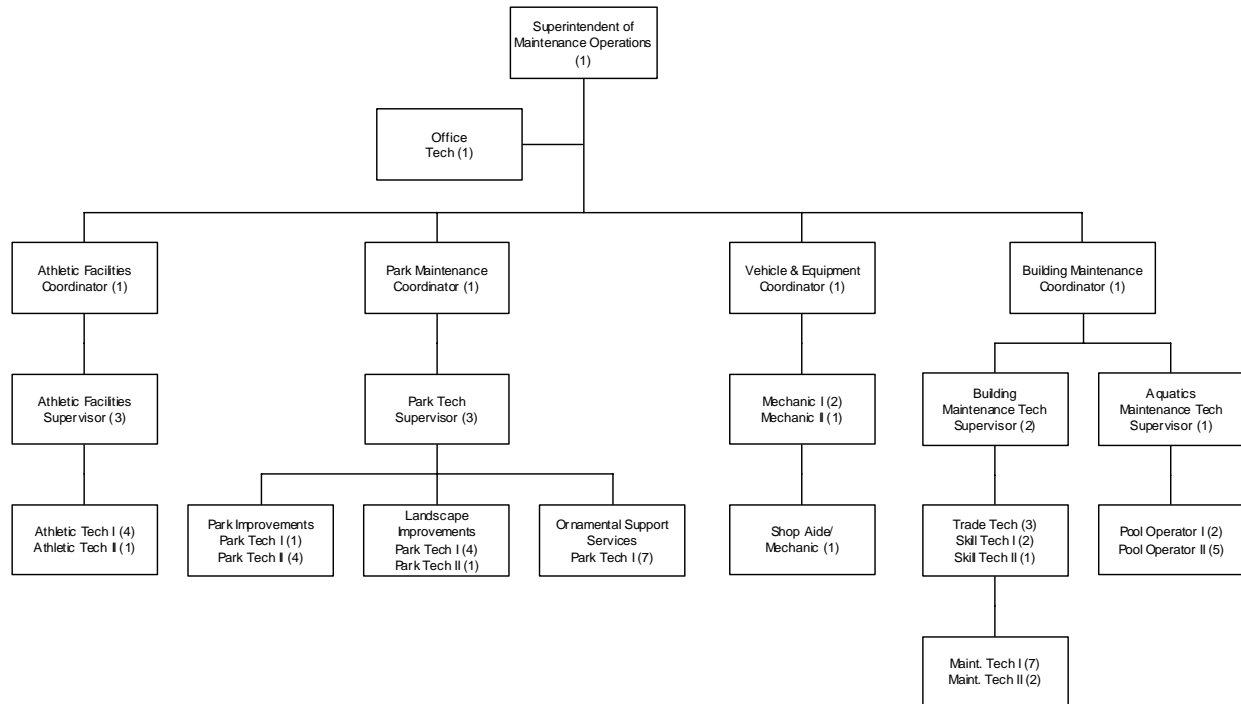 Superintendent of
Maintenance Operations
(1)
Office
Tech (1)
Athletic Facilities
Coordinator (1)
Park Maintenance
Coordinator (1)
Vehicle & Equipment
Coordinator (1)
Building Maintenance
Coordinator (1)
Athletic Facilities
Supervisor (3)
Park Tech
Supervisor (3)
Mechanic I (2)
Mechanic II (1)
Building
Maintenance Tech
Supervisor (2)
Aquatics
Maintenance Tech
Supervisor (1)
Athletic Tech I (4)
Athletic Tech II (1)
Park Improvements
Park Tech I (1)
Park Tech II (4)
Landscape
Improvements
Park Tech I (4)
Park Tech II (1)
Ornamental Support
Services
Park Tech I (7)
Shop Aide/
Mechanic (1)
Trade Tech (3)
Skill Tech I (2)
Skill Tech II (1)
Pool Operator I (2)
Pool Operator II (5)
Maint. Tech I (7)
Maint. Tech II (2)